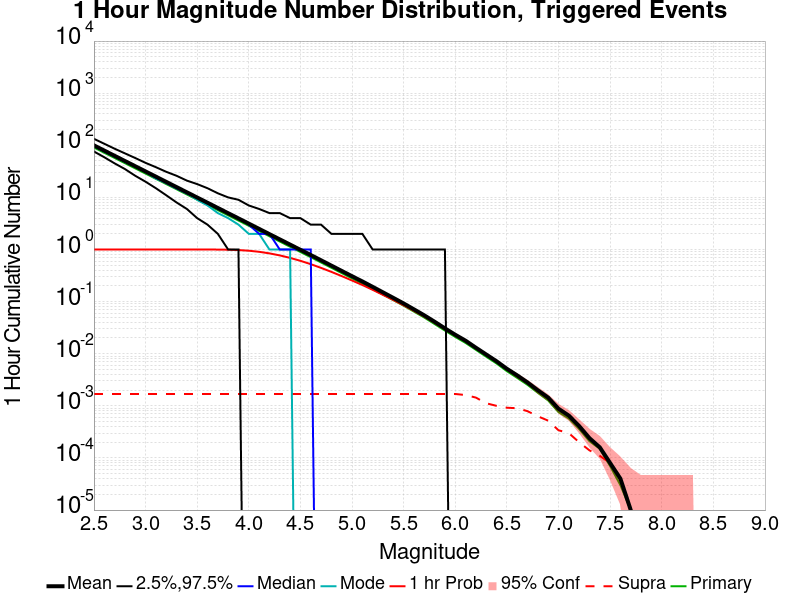 1 Hour Magnitude Number Distribution, Triggered Events
1 Hour Cumulative Number
10^4
10^3
10^2
10^1
10^0
10^-1
10^-2
10^-3
10^-4
10^-5
2.5 3.0 3.5 4.0 4.5 5.0 5.5 6.0 6.5 7.0 7.5 8.0 8.5 9.0
Magnitude
Mean 2.5%,97.5% Median Mode 1 hr Prob 95% Conf Supra Primary